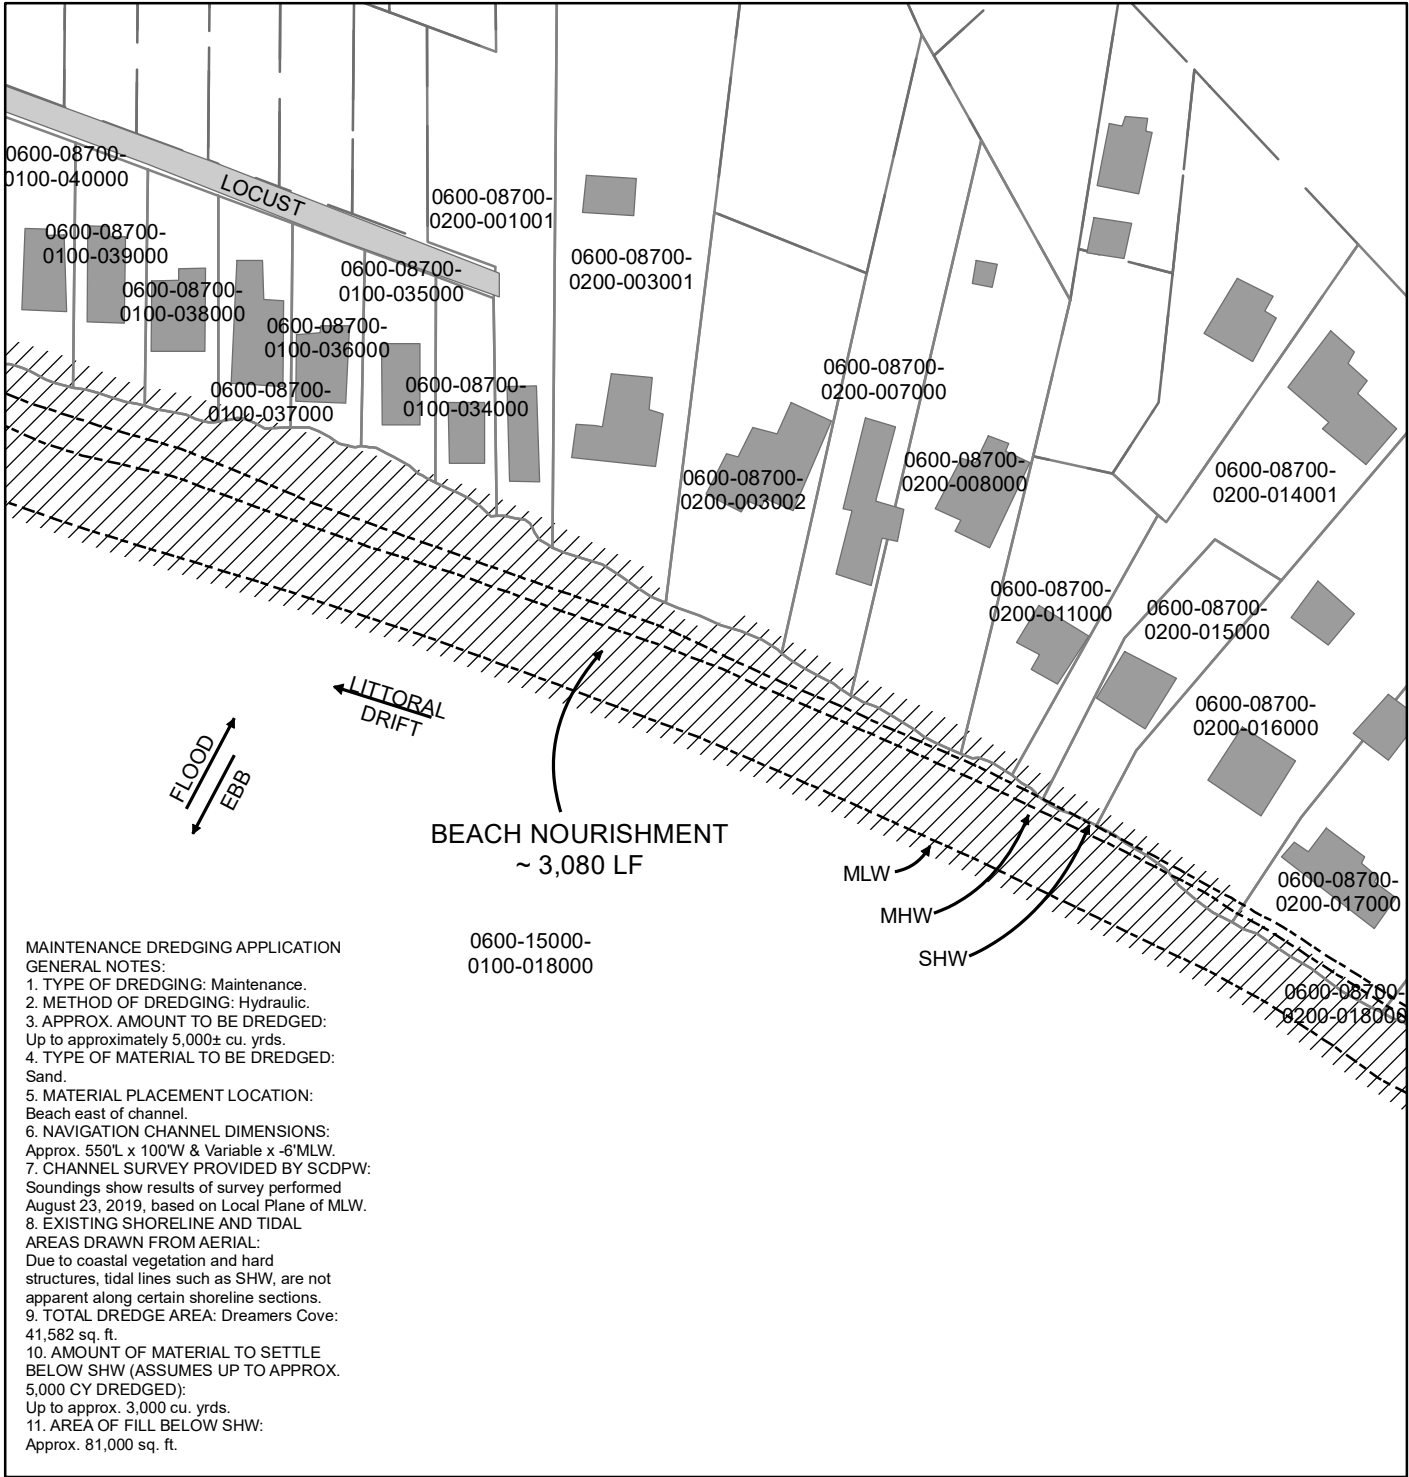 0600-08700-
0100-040000
LOCUST
0600-08700-
0200-001001
0600-08700-
0100-039000
0600-08700-
0200-003001
0600-08700-
0100-035000
0600-08700-
0100-038000
0600-08700-
0100-036000
0600-08700-
0200-007000
0600-08700-
0100-037000
0600-08700-
0100-034000
0600-08700-
0200-003002
0600-08700-
0200-008000
0600-08700-
0200-014001
0600-08700-
0200-011000
0600-08700-
0200-015000
0600-08700-
0200-016000
LITTORAL
DRIFT
FLOOD
EBB
BEACH NOURISHMENT
~ 3,080 LF
MLW
MHW
SHW
0600-08700-
0200-017000
0600-15000-
0100-018000
0600-08700-
0200-018000
MAINTENANCE DREDGING APPLICATION
GENERAL NOTES:
1. TYPE OF DREDGING: Maintenance.
2. METHOD OF DREDGING: Hydraulic.
3. APPROX. AMOUNT TO BE DREDGED:
Up to approximately 5,000± cu. yrds.
4. TYPE OF MATERIAL TO BE DREDGED:
Sand.
5. MATERIAL PLACEMENT LOCATION:
Beach east of channel.
6. NAVIGATION CHANNEL DIMENSIONS:
Approx. 550'L x 100'W & Variable x -6'MLW.
7. CHANNEL SURVEY PROVIDED BY SCDPW:
Soundings show results of survey performed
August 23, 2019, based on Local Plane of MLW.
8. EXISTING SHORELINE AND TIDAL
AREAS DRAWN FROM AERIAL:
Due to coastal vegetation and hard
structures, tidal lines such as SHW, are not
apparent along certain shoreline sections.
9. TOTAL DREDGE AREA: Dreamers Cove:
41,582 sq. ft.
10. AMOUNT OF MATERIAL TO SETTLE
BELOW SHW (ASSUMES UP TO APPROX.
5,000 CY DREDGED):
Up to approx. 3,000 cu. yrds.
11. AREA OF FILL BELOW SHW:
Approx. 81,000 sq. ft.